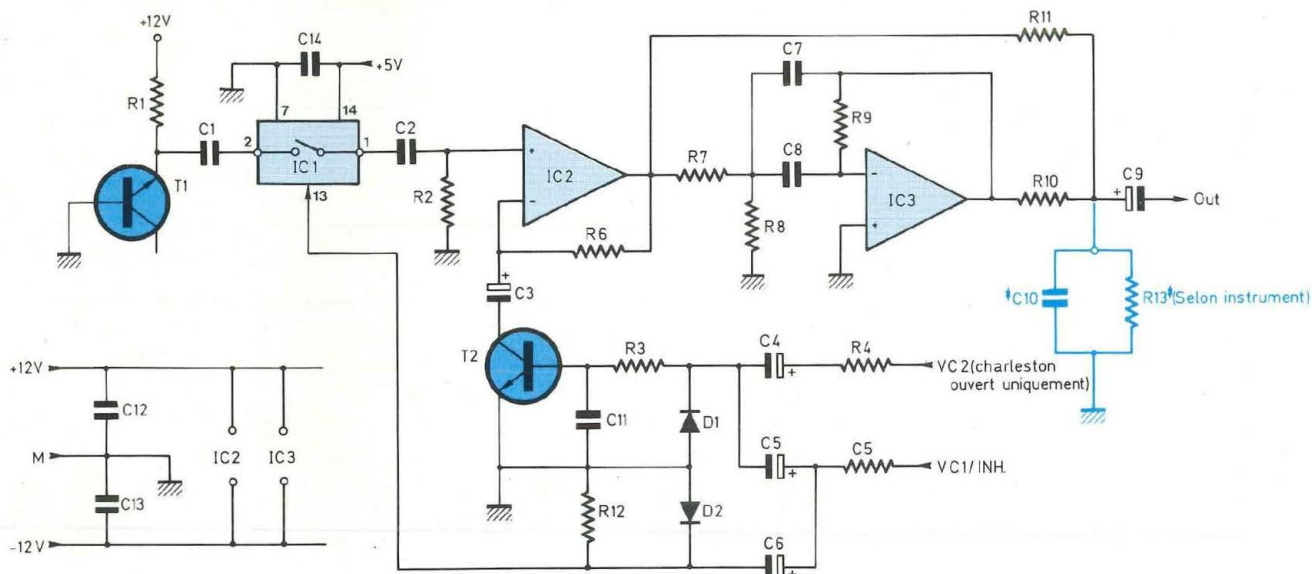 +12V
R1
T1
C1
C14
+5V
7
14
2
IC1
1
13
C2
R2
+
IC2
-
R6
+
C3
T2
R7
R8
C7
C8
R9
-
IC3
+
R11
R10
+
C9
Out
C10
R13 (Selon instrument)
R3
C4
+
R4
VC2 (charleston
ouvert uniquement)
C11
D1
C5
+
C5
VC1/INH.
R12
D2
C6
+
+12V
C12
M
C13
IC2
IC3
-12V